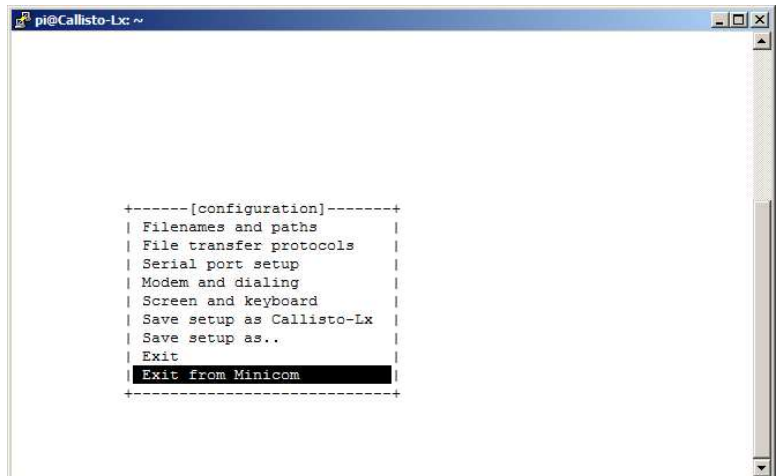 pi@Callisto-Lx: ~
+------[configuration]-------+
| Filenames and paths        |
| File transfer protocols    |
| Serial port setup          |
| Modem and dialing          |
| Screen and keyboard        |
| Save setup as Callisto-Lx  |
| Save setup as..            |
| Exit                       |
| Exit from Minicom          |
+----------------------------+